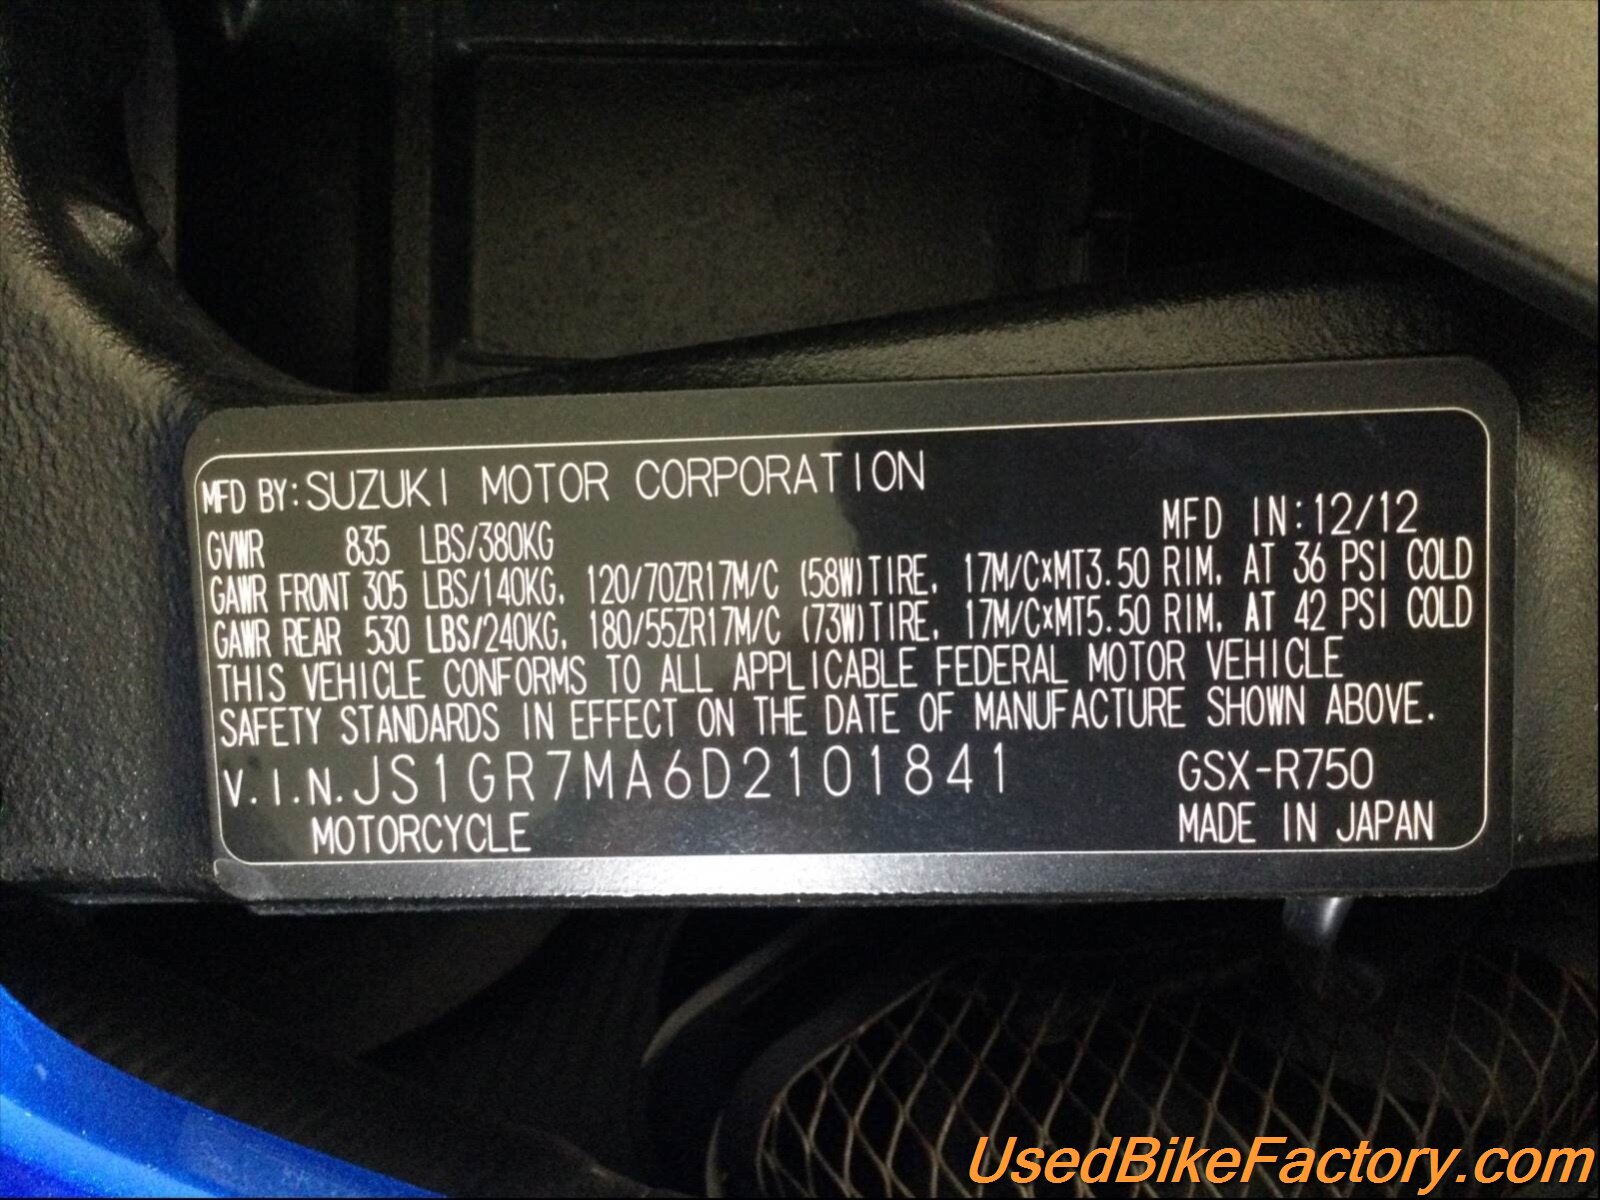 MFD BY: SUZUKI MOTOR CORPORATION
MFD IN: 12/12
GVWR 835 LBS/380KG
GAWR FRONT 305 LBS/140KG, 120/70ZR17M/C (58W) TIRE, 17M/C×MT3.50 RIM, AT 36 PSI COLD
GAWR REAR 530 LBS/240KG, 180/55ZR17M/C (73W) TIRE, 17M/C×MT5.50 RIM, AT 42 PSI COLD
THIS VEHICLE CONFORMS TO ALL APPLICABLE FEDERAL MOTOR VEHICLE
SAFETY STANDARDS IN EFFECT ON THE DATE OF MANUFACTURE SHOWN ABOVE.
V.I.N. JS1GR7MA6D2101841 GSX-R750
MOTORCYCLE MADE IN JAPAN
UsedBikeFactory.com